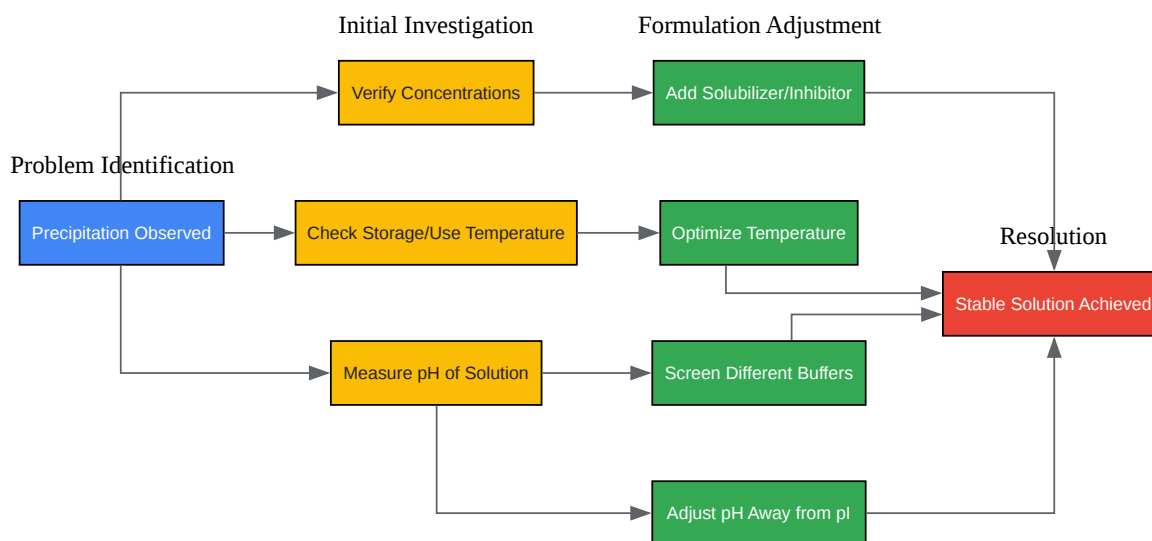 Initial Investigation
Formulation Adjustment
Verify Concentrations
Add Solubilizer/Inhibitor
Problem Identification
Precipitation Observed
Check Storage/Use Temperature
Optimize Temperature
Resolution
Stable Solution Achieved
Measure pH of Solution
Screen Different Buffers
Adjust pH Away from pI